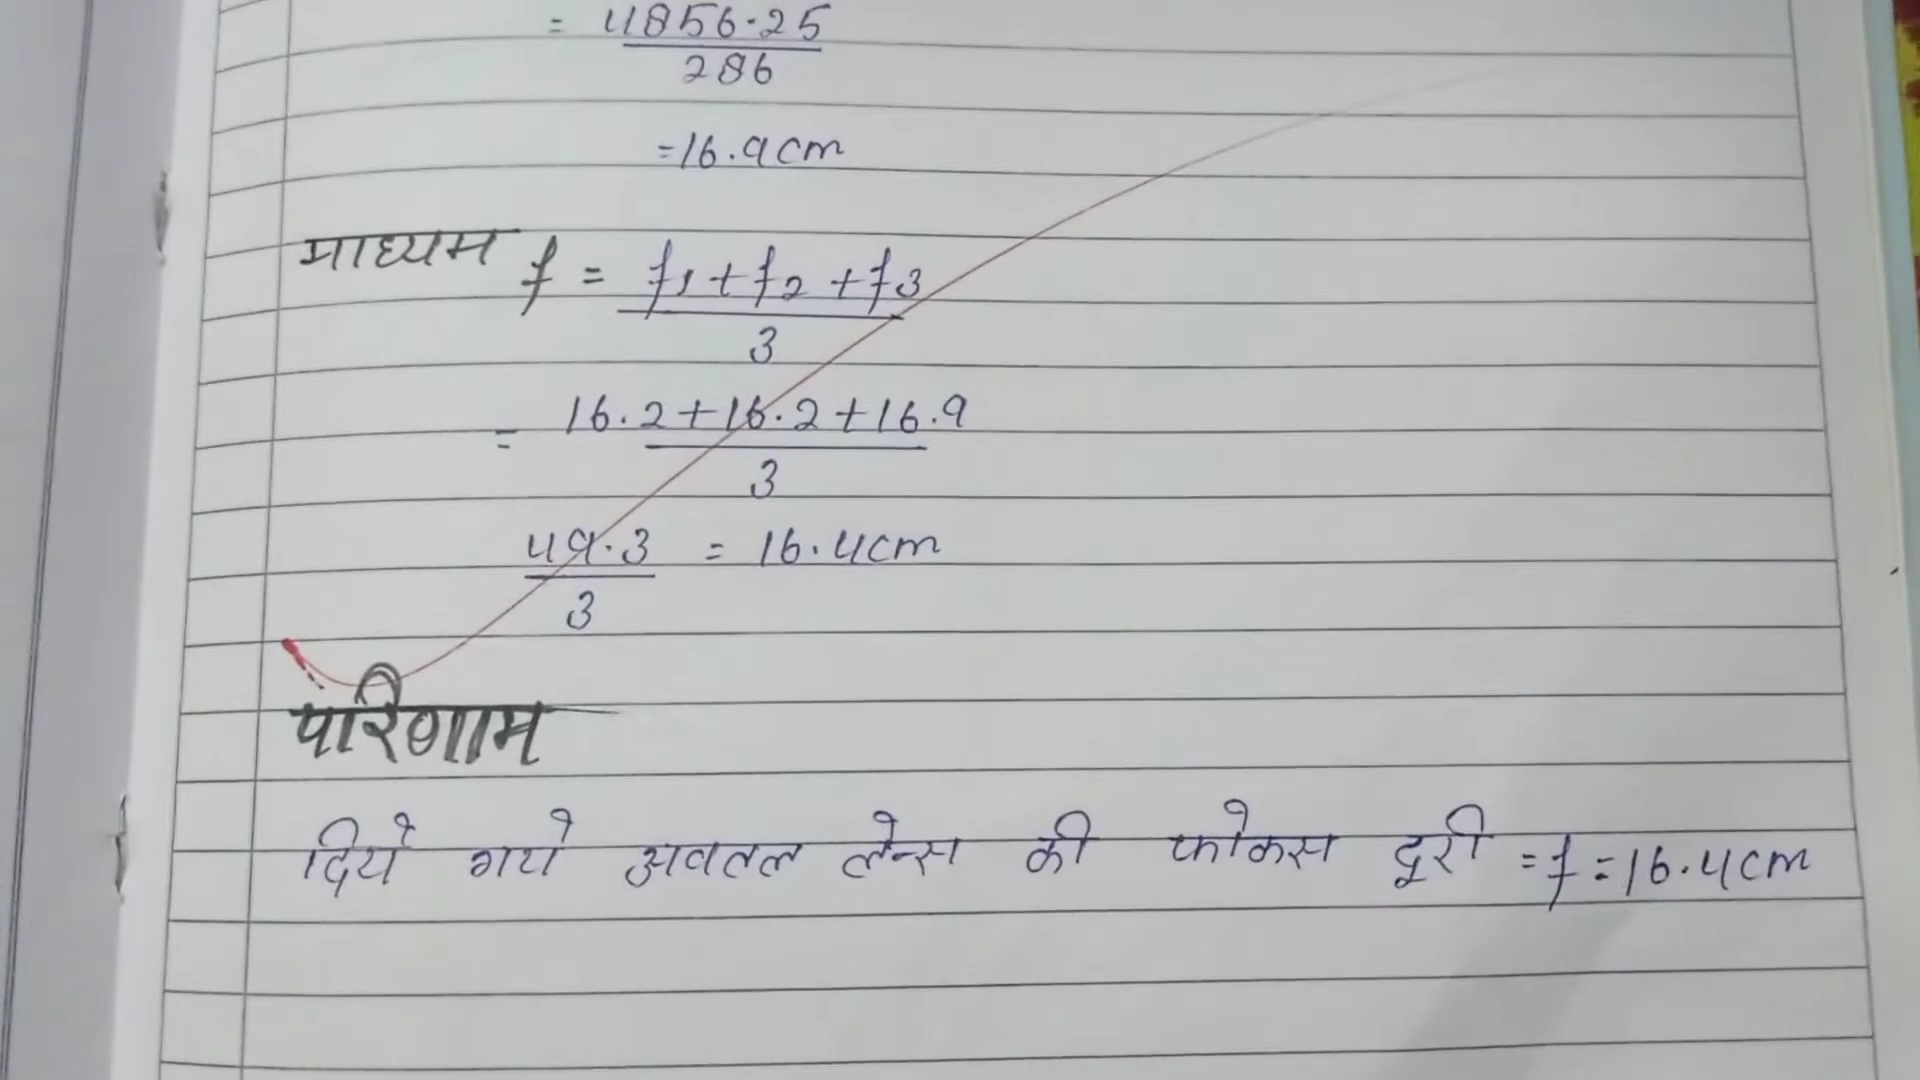 = 4856.25
286
=16.9cm
माध्यम f = f1+f2+f3
3
= 16.2+16.2+16.9
3
49.3 = 16.4cm
3
परिणाम
दिये गये अवतल लेन्स की फोकस दूरी = f = 16.4cm